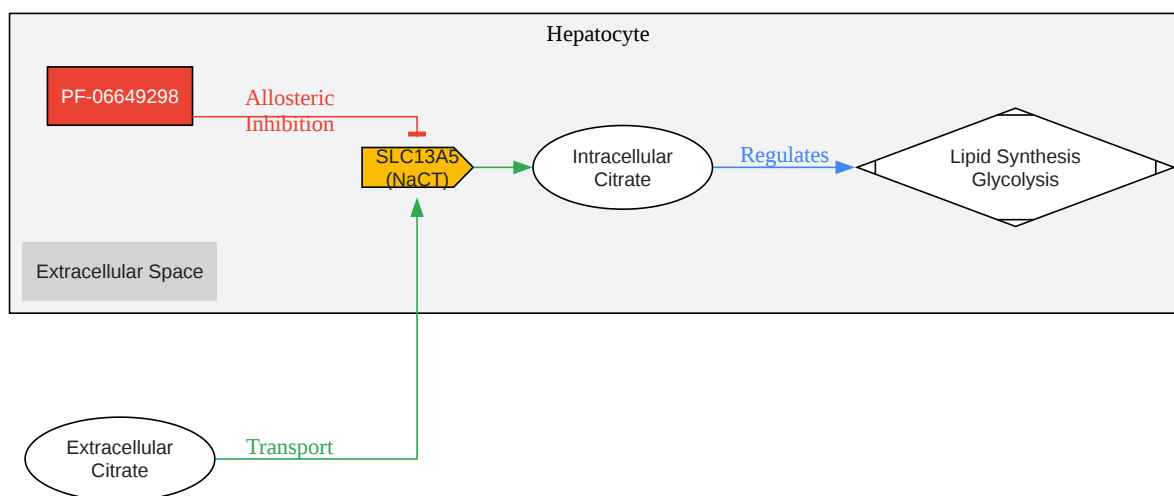 Hepatocyte
PF-06649298
Allosteric
Inhibition
SLC13A5
(NaCT)
Intracellular
Citrate
Regulates
Lipid Synthesis
Glycolysis
Extracellular Space
Extracellular
Citrate
Transport